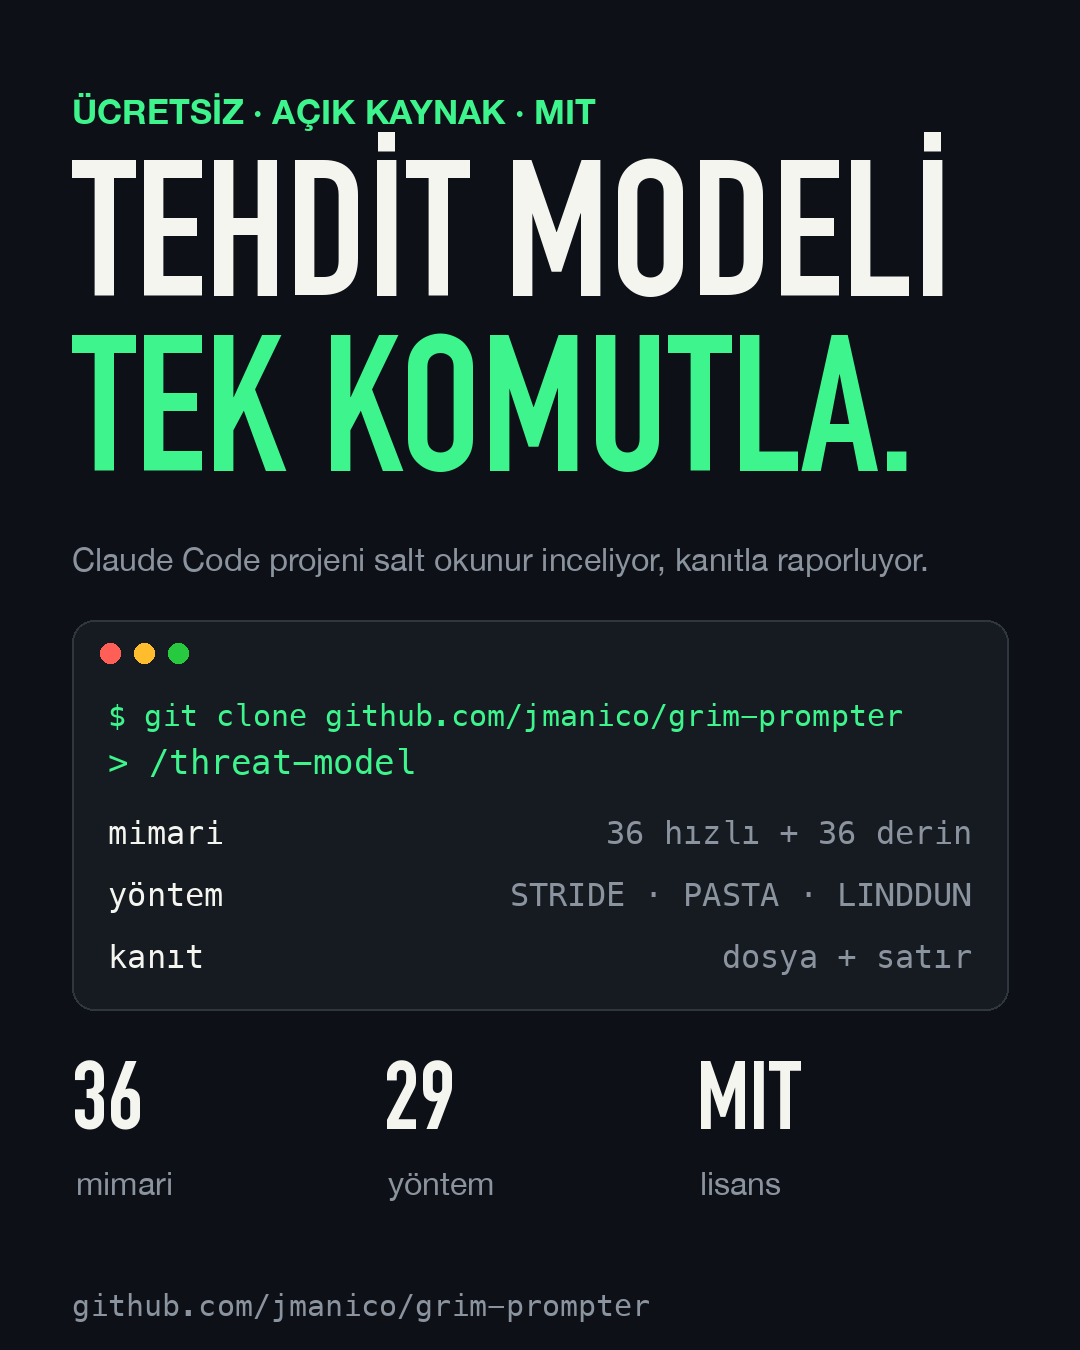 ÜCRETSİZ · AÇIK KAYNAK · MIT
TEHDİT MODELİ
TEK KOMUTLA.
Claude Code projeni salt okunur inceliyor, kanıtla raporluyor.
$ git clone github.com/jmanico/grim-prompter
> /threat-model
mimari 36 hızlı + 36 derin
yöntem STRIDE · PASTA · LINDDUN
kanıt dosya + satır
36 29 MIT
mimari yöntem lisans
github.com/jmanico/grim-prompter